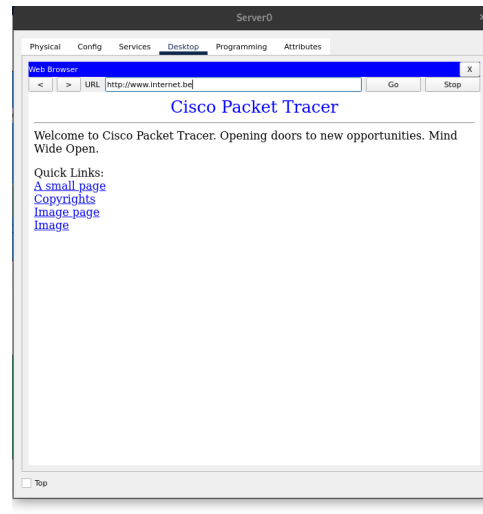 Server0
Physical Config Services Desktop Programming Attributes
Web Browser X
< > URL http://www.internet.be Go Stop
Cisco Packet Tracer
Welcome to Cisco Packet Tracer. Opening doors to new opportunities. Mind
Wide Open.
Quick Links:
A small page
Copyrights
Image page
Image
Top